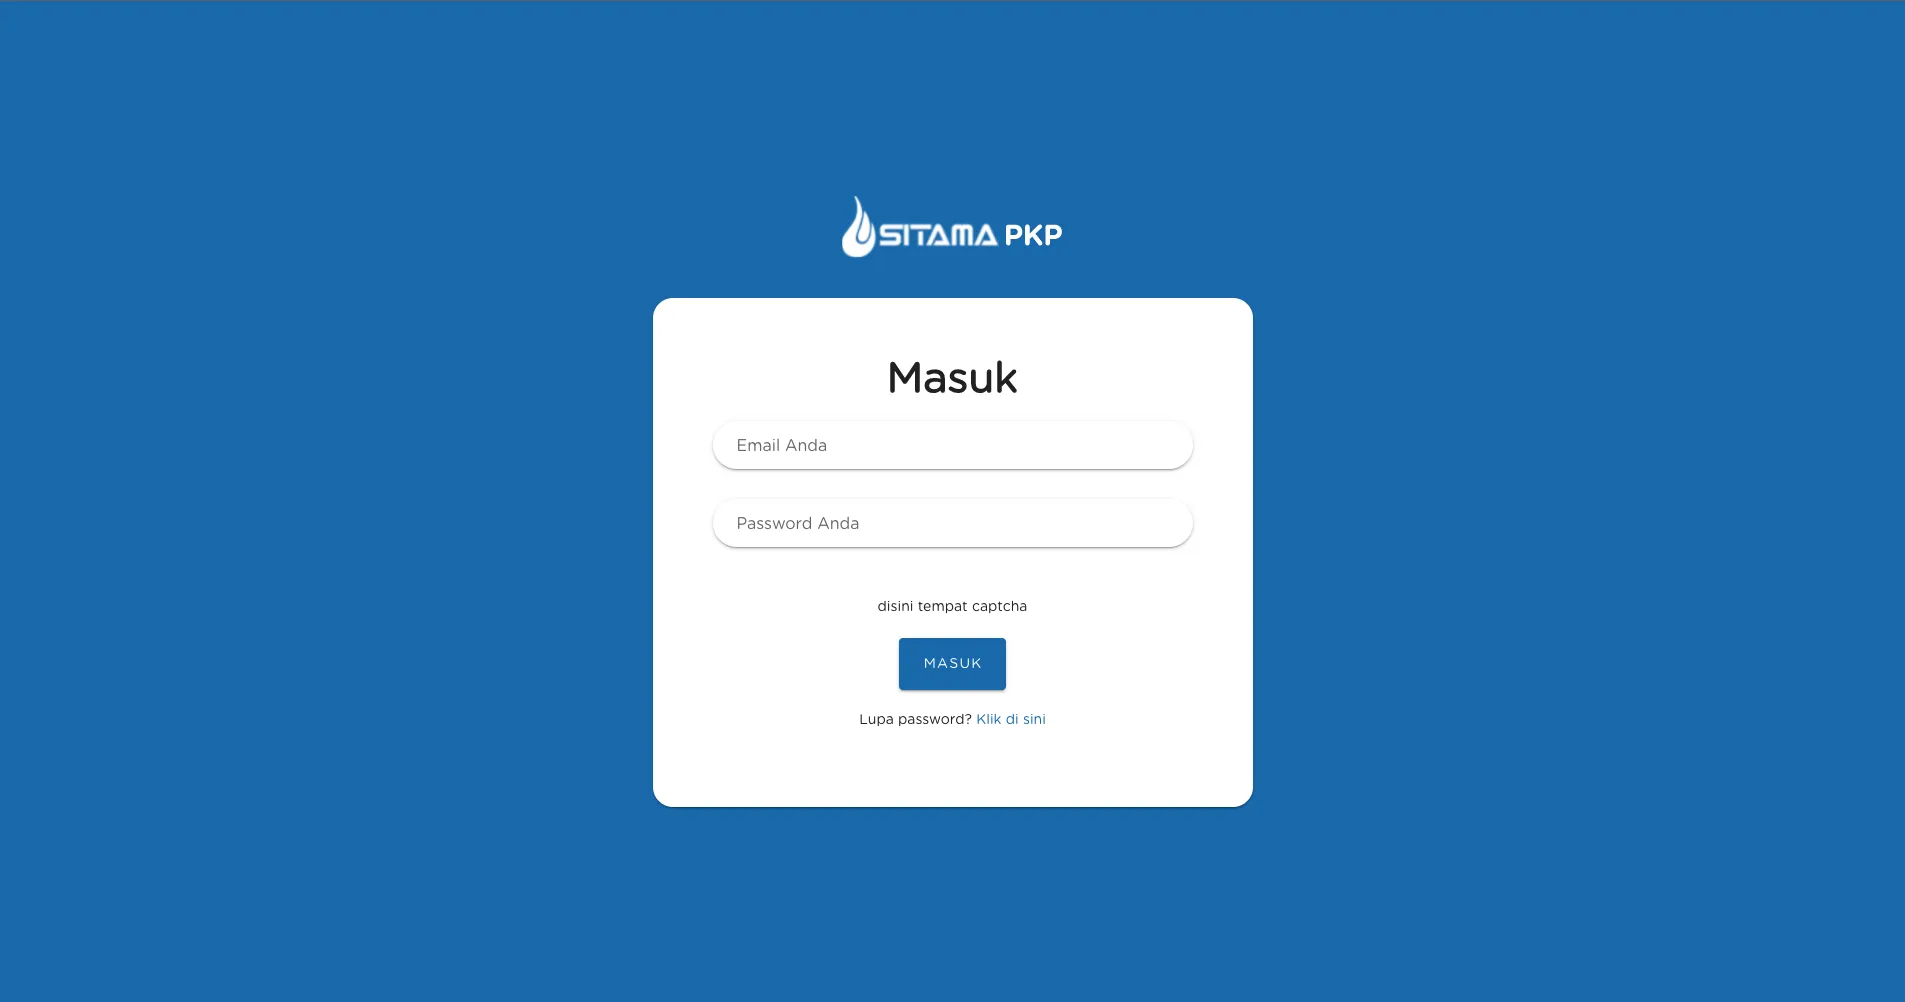 SITAMA PKP
Masuk
Email Anda
Password Anda
disini tempat captcha
MASUK
Lupa password? Klik di sini